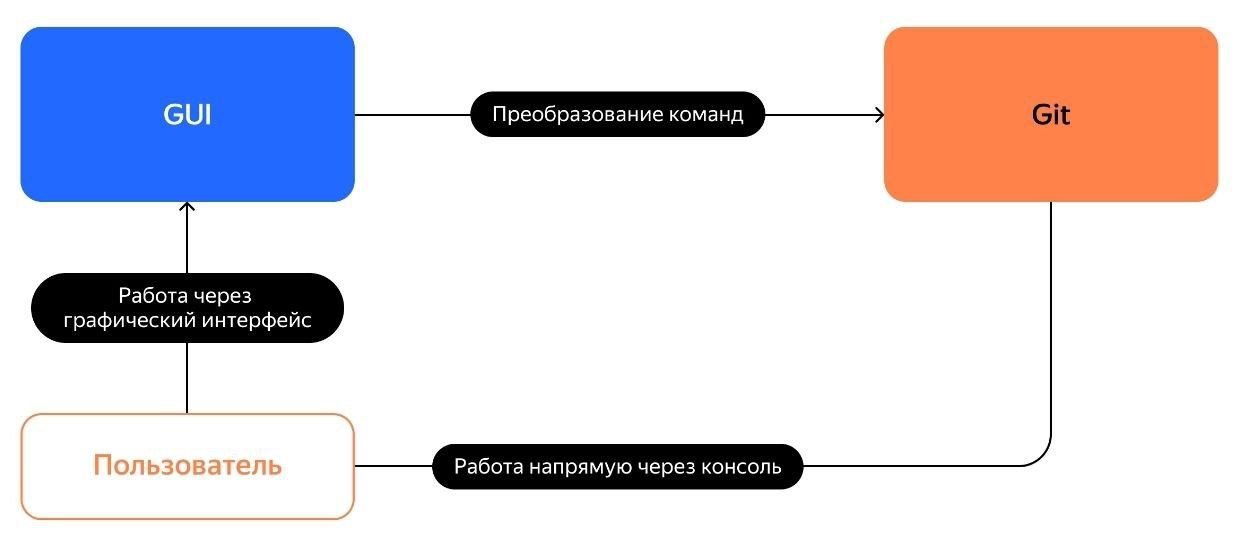 GUI
Преобразование команд
Git
Работа через
графический интерфейс
Пользователь
Работа напрямую через консоль